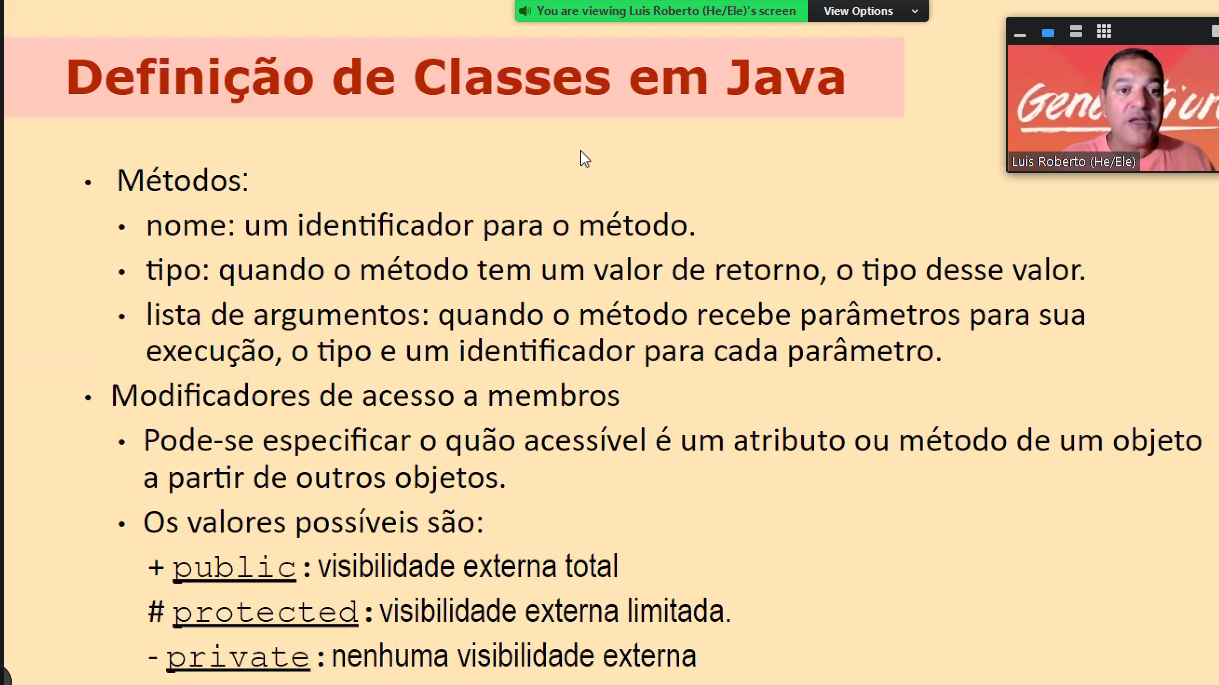 You are viewing Luis Roberto (He/Ele)'s screen
View Options
Definição de Classes em Java
Luis Roberto (He/Ele)
• Métodos:
• nome: um identificador para o método.
• tipo: quando o método tem um valor de retorno, o tipo desse valor.
• lista de argumentos: quando o método recebe parâmetros para sua
execução, o tipo e um identificador para cada parâmetro.
• Modificadores de acesso a membros
• Pode-se especificar o quão acessível é um atributo ou método de um objeto
a partir de outros objetos.
• Os valores possíveis são:
+ public: visibilidade externa total
# protected: visibilidade externa limitada.
- private: nenhuma visibilidade externa